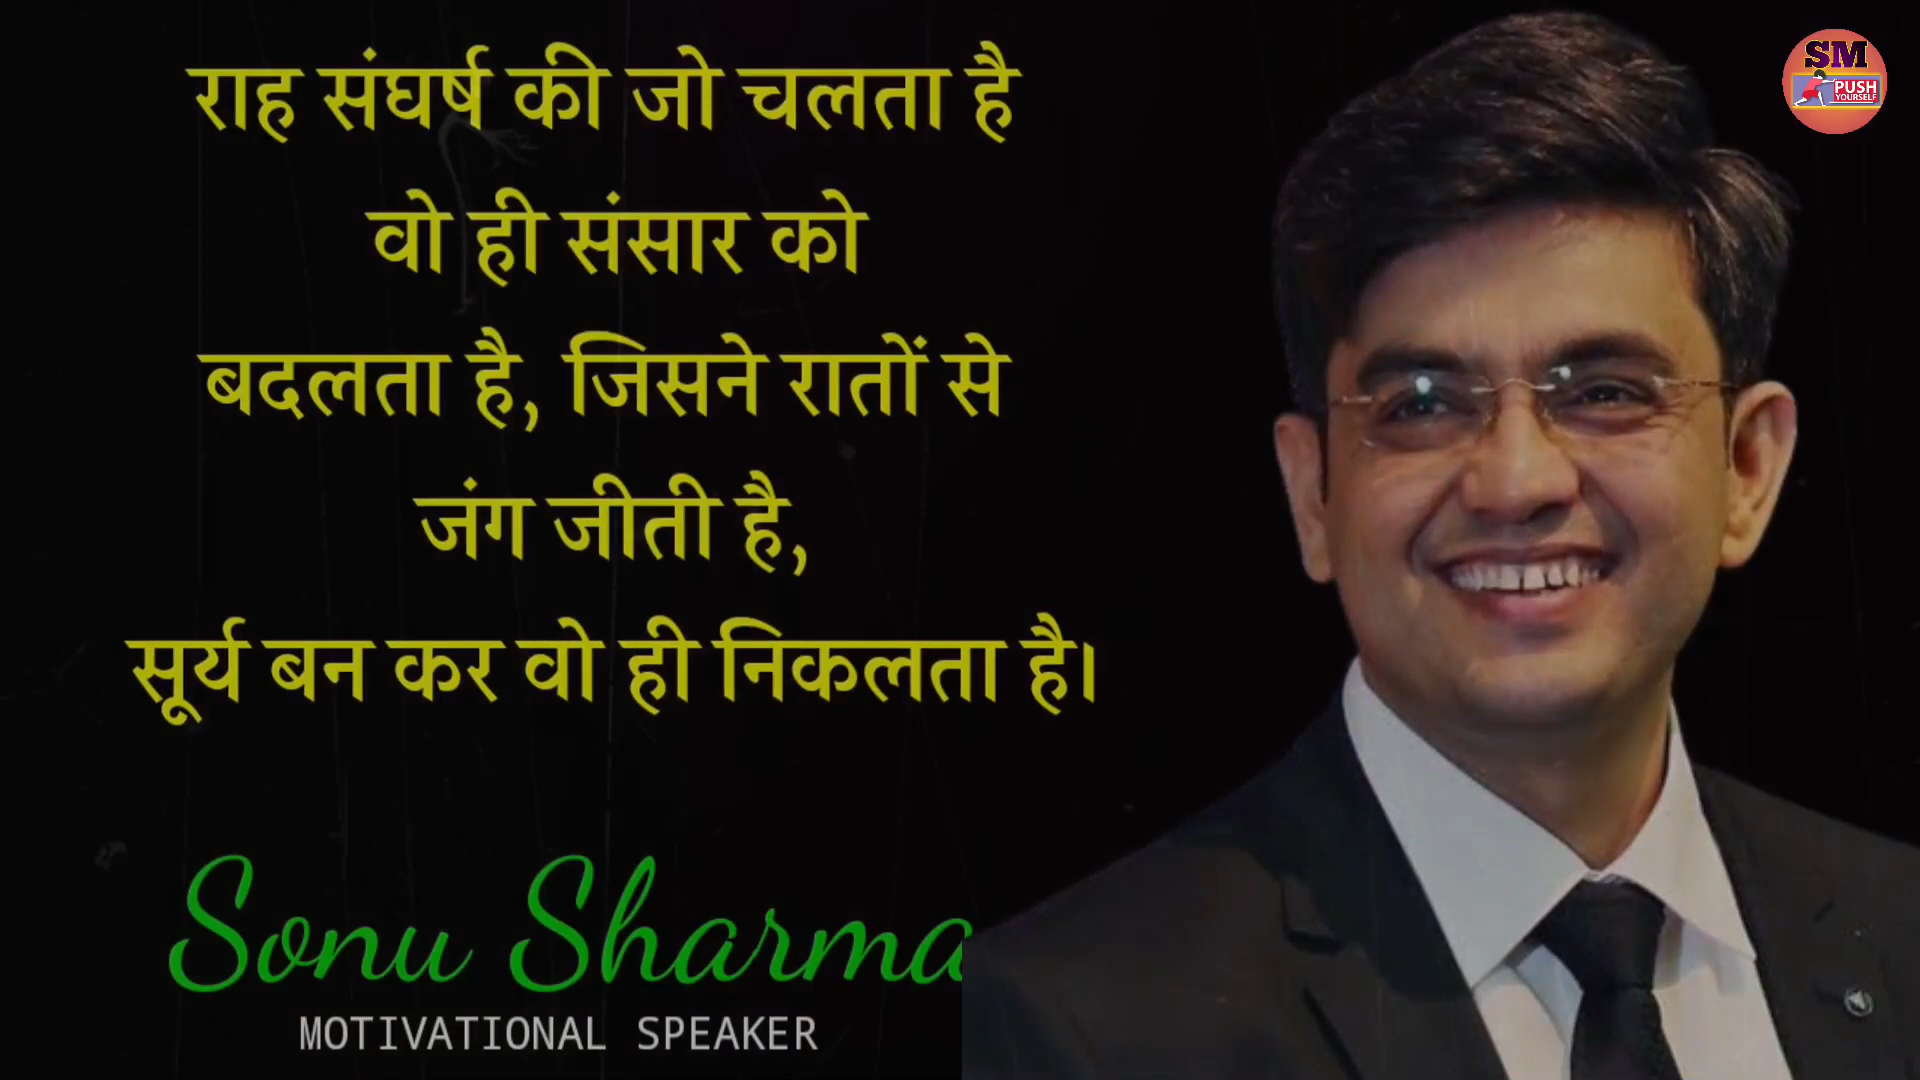 राह संघर्ष की जो चलता है
वो ही संसार को
बदलता है, जिसने रातों से
जंग जीती है,
सूर्य बन कर वो ही निकलता है।
Sonu Sharma
MOTIVATIONAL SPEAKER
SM
PUSH
YOURSELF